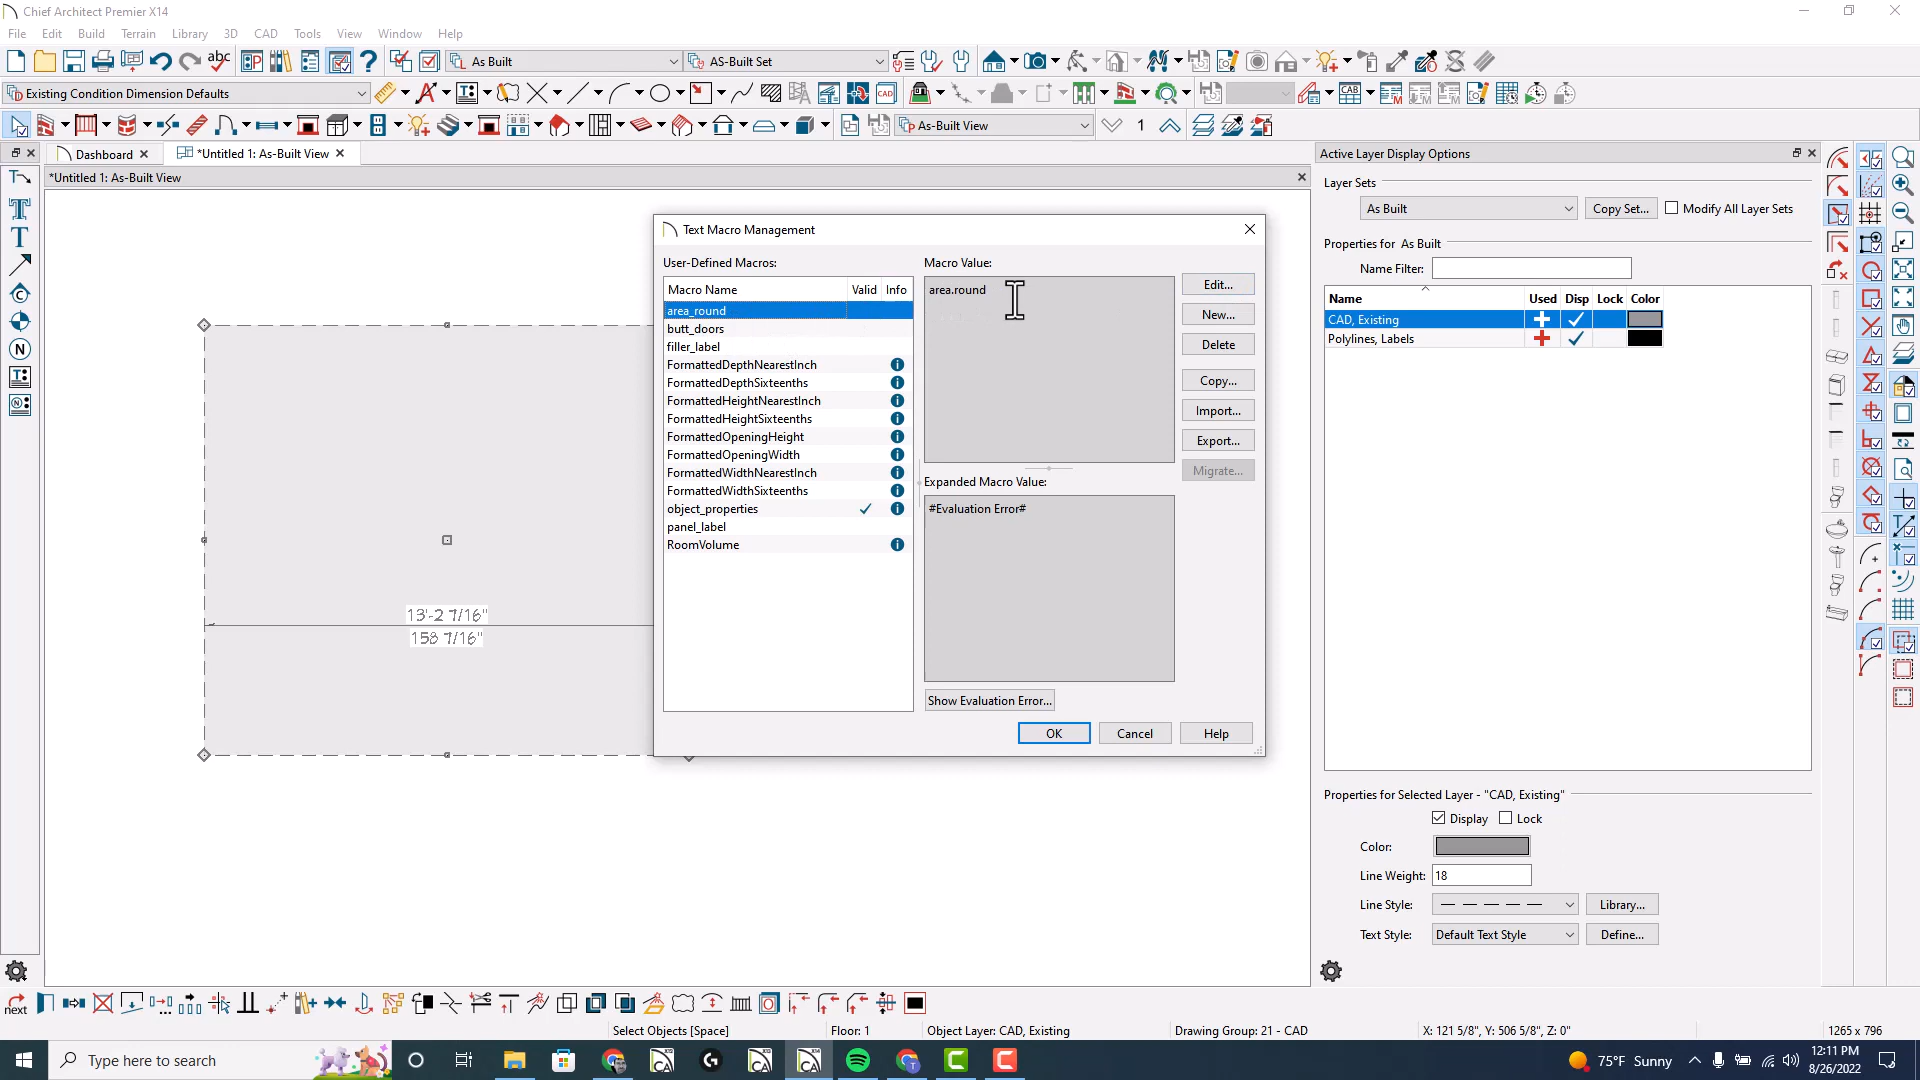 Chief Architect Premier X14
File Edit Build Terrain Library 3D CAD Tools View Window Help
abc ? As Built AS-Built Set
Existing Condition Dimension Defaults CAD CAB
As-Built View 1
Dashboard *Untitled 1: As-Built View
*Untitled 1: As-Built View
Active Layer Display Options
Layer Sets
As Built Copy Set... Modify All Layer Sets
Properties for As Built
Name Filter:
Name Used Disp Lock Color
CAD, Existing
Polylines, Labels
Text Macro Management
User-Defined Macros: Macro Value:
Macro Name Valid Info
area_round
butt_doors
filler_label
FormattedDepthNearestInch
FormattedDepthSixteenths
FormattedHeightNearestInch
FormattedHeightSixteenths
FormattedOpeningHeight
FormattedOpeningWidth
FormattedWidthNearestInch
FormattedWidthSixteenths
object_properties
panel_label
RoomVolume
area.round
Edit...
New...
Delete
Copy...
Import...
Export...
Migrate...
Expanded Macro Value:
#Evaluation Error#
Show Evaluation Error...
OK Cancel Help
13'-2 7/16"
158 7/16"
Properties for Selected Layer - "CAD, Existing"
Display Lock
Color:
Line Weight: 18
Line Style: Library...
Text Style: Default Text Style Define...
next
Select Objects [Space] Floor: 1 Object Layer: CAD, Existing Drawing Group: 21 - CAD X: 121 5/8", Y: 506 5/8", Z: 0" 1265 x 796
Type here to search
75°F Sunny
12:11 PM
8/26/2022